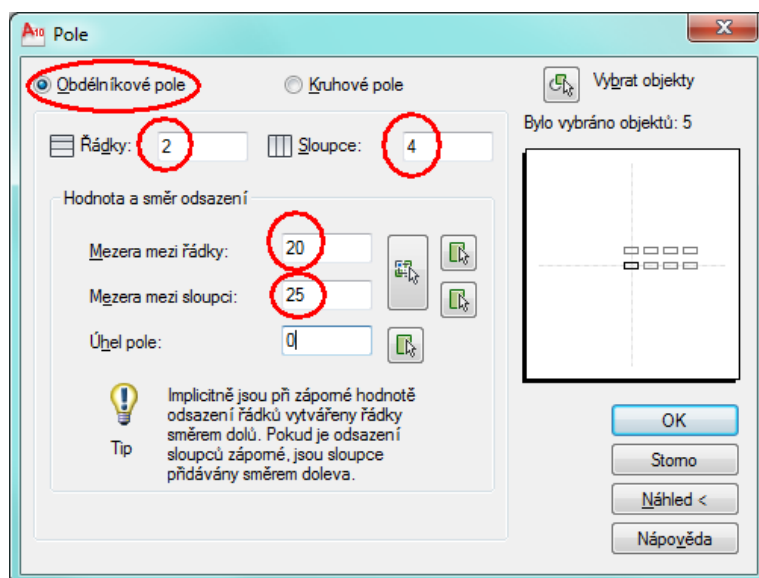 A10 Pole
Obdélníkové pole
Kruhové pole
Vybrat objekty
Řádky: 2
Sloupce: 4
Bylo vybráno objektů: 5
Hodnota a směr odsazení
Mezera mezi řádky: 20
Mezera mezi sloupci: 25
Úhel pole: 0
Tip
Implicitně jsou při záporné hodnotě
odsazení řádků vytvářeny řádky
směrem dolů. Pokud je odsazení
sloupců záporné, jsou sloupce
přidávány směrem doleva.
OK
Storno
Náhled <
Nápověda